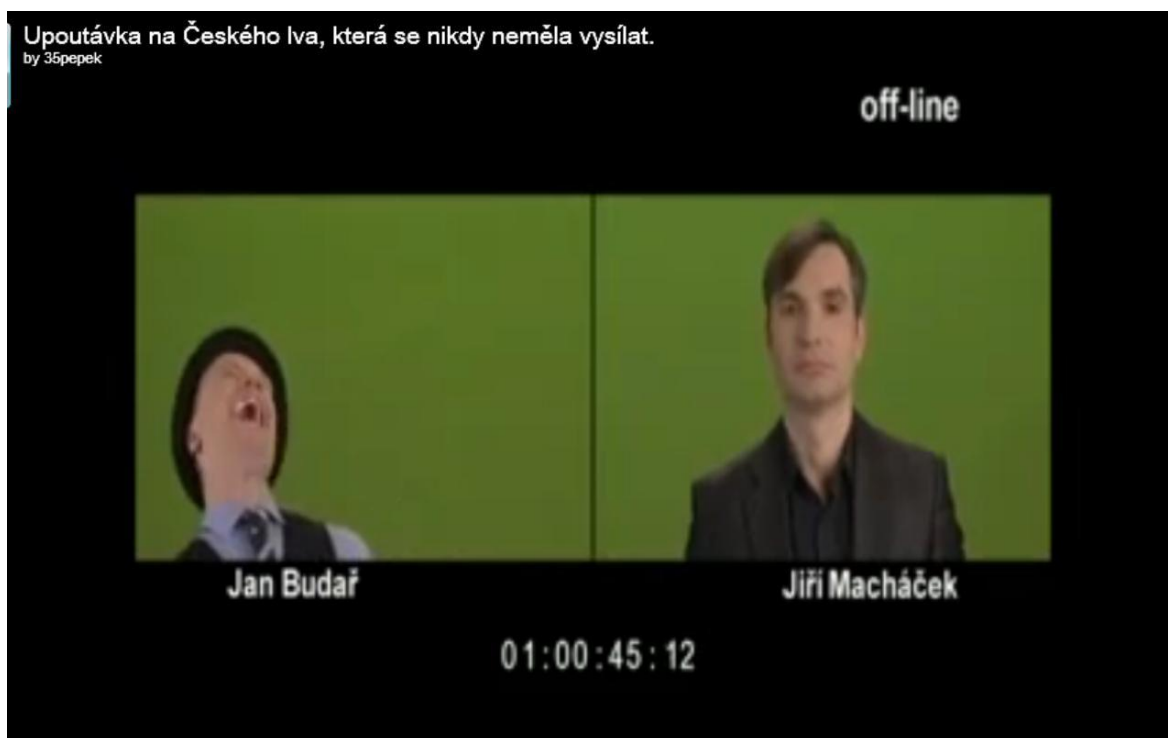 Upoutávka na Českého lva, která se nikdy neměla vysílat.
by 35pepek
off-line
Jan Budař
Jiří Macháček
01:00:45:12